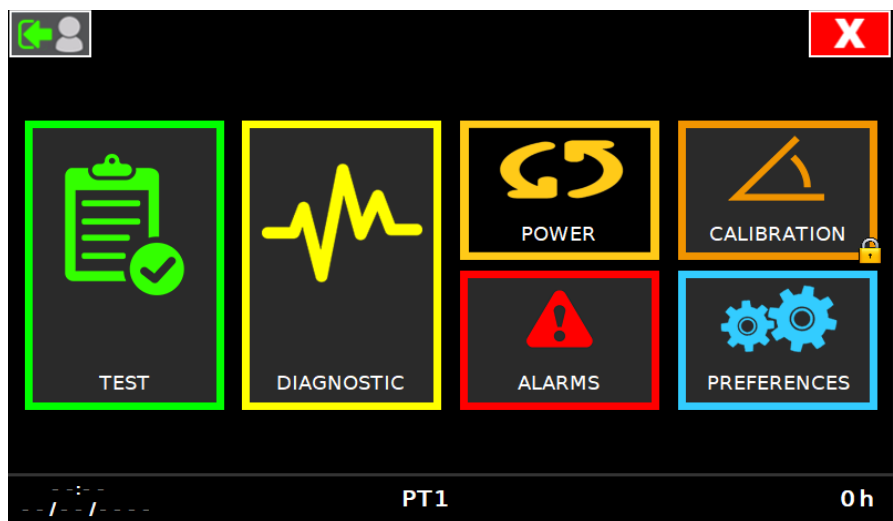 X
POWER
CALIBRATION
TEST
DIAGNOSTIC
ALARMS
PREFERENCES
--:--
--/--/----
PT1
0 h